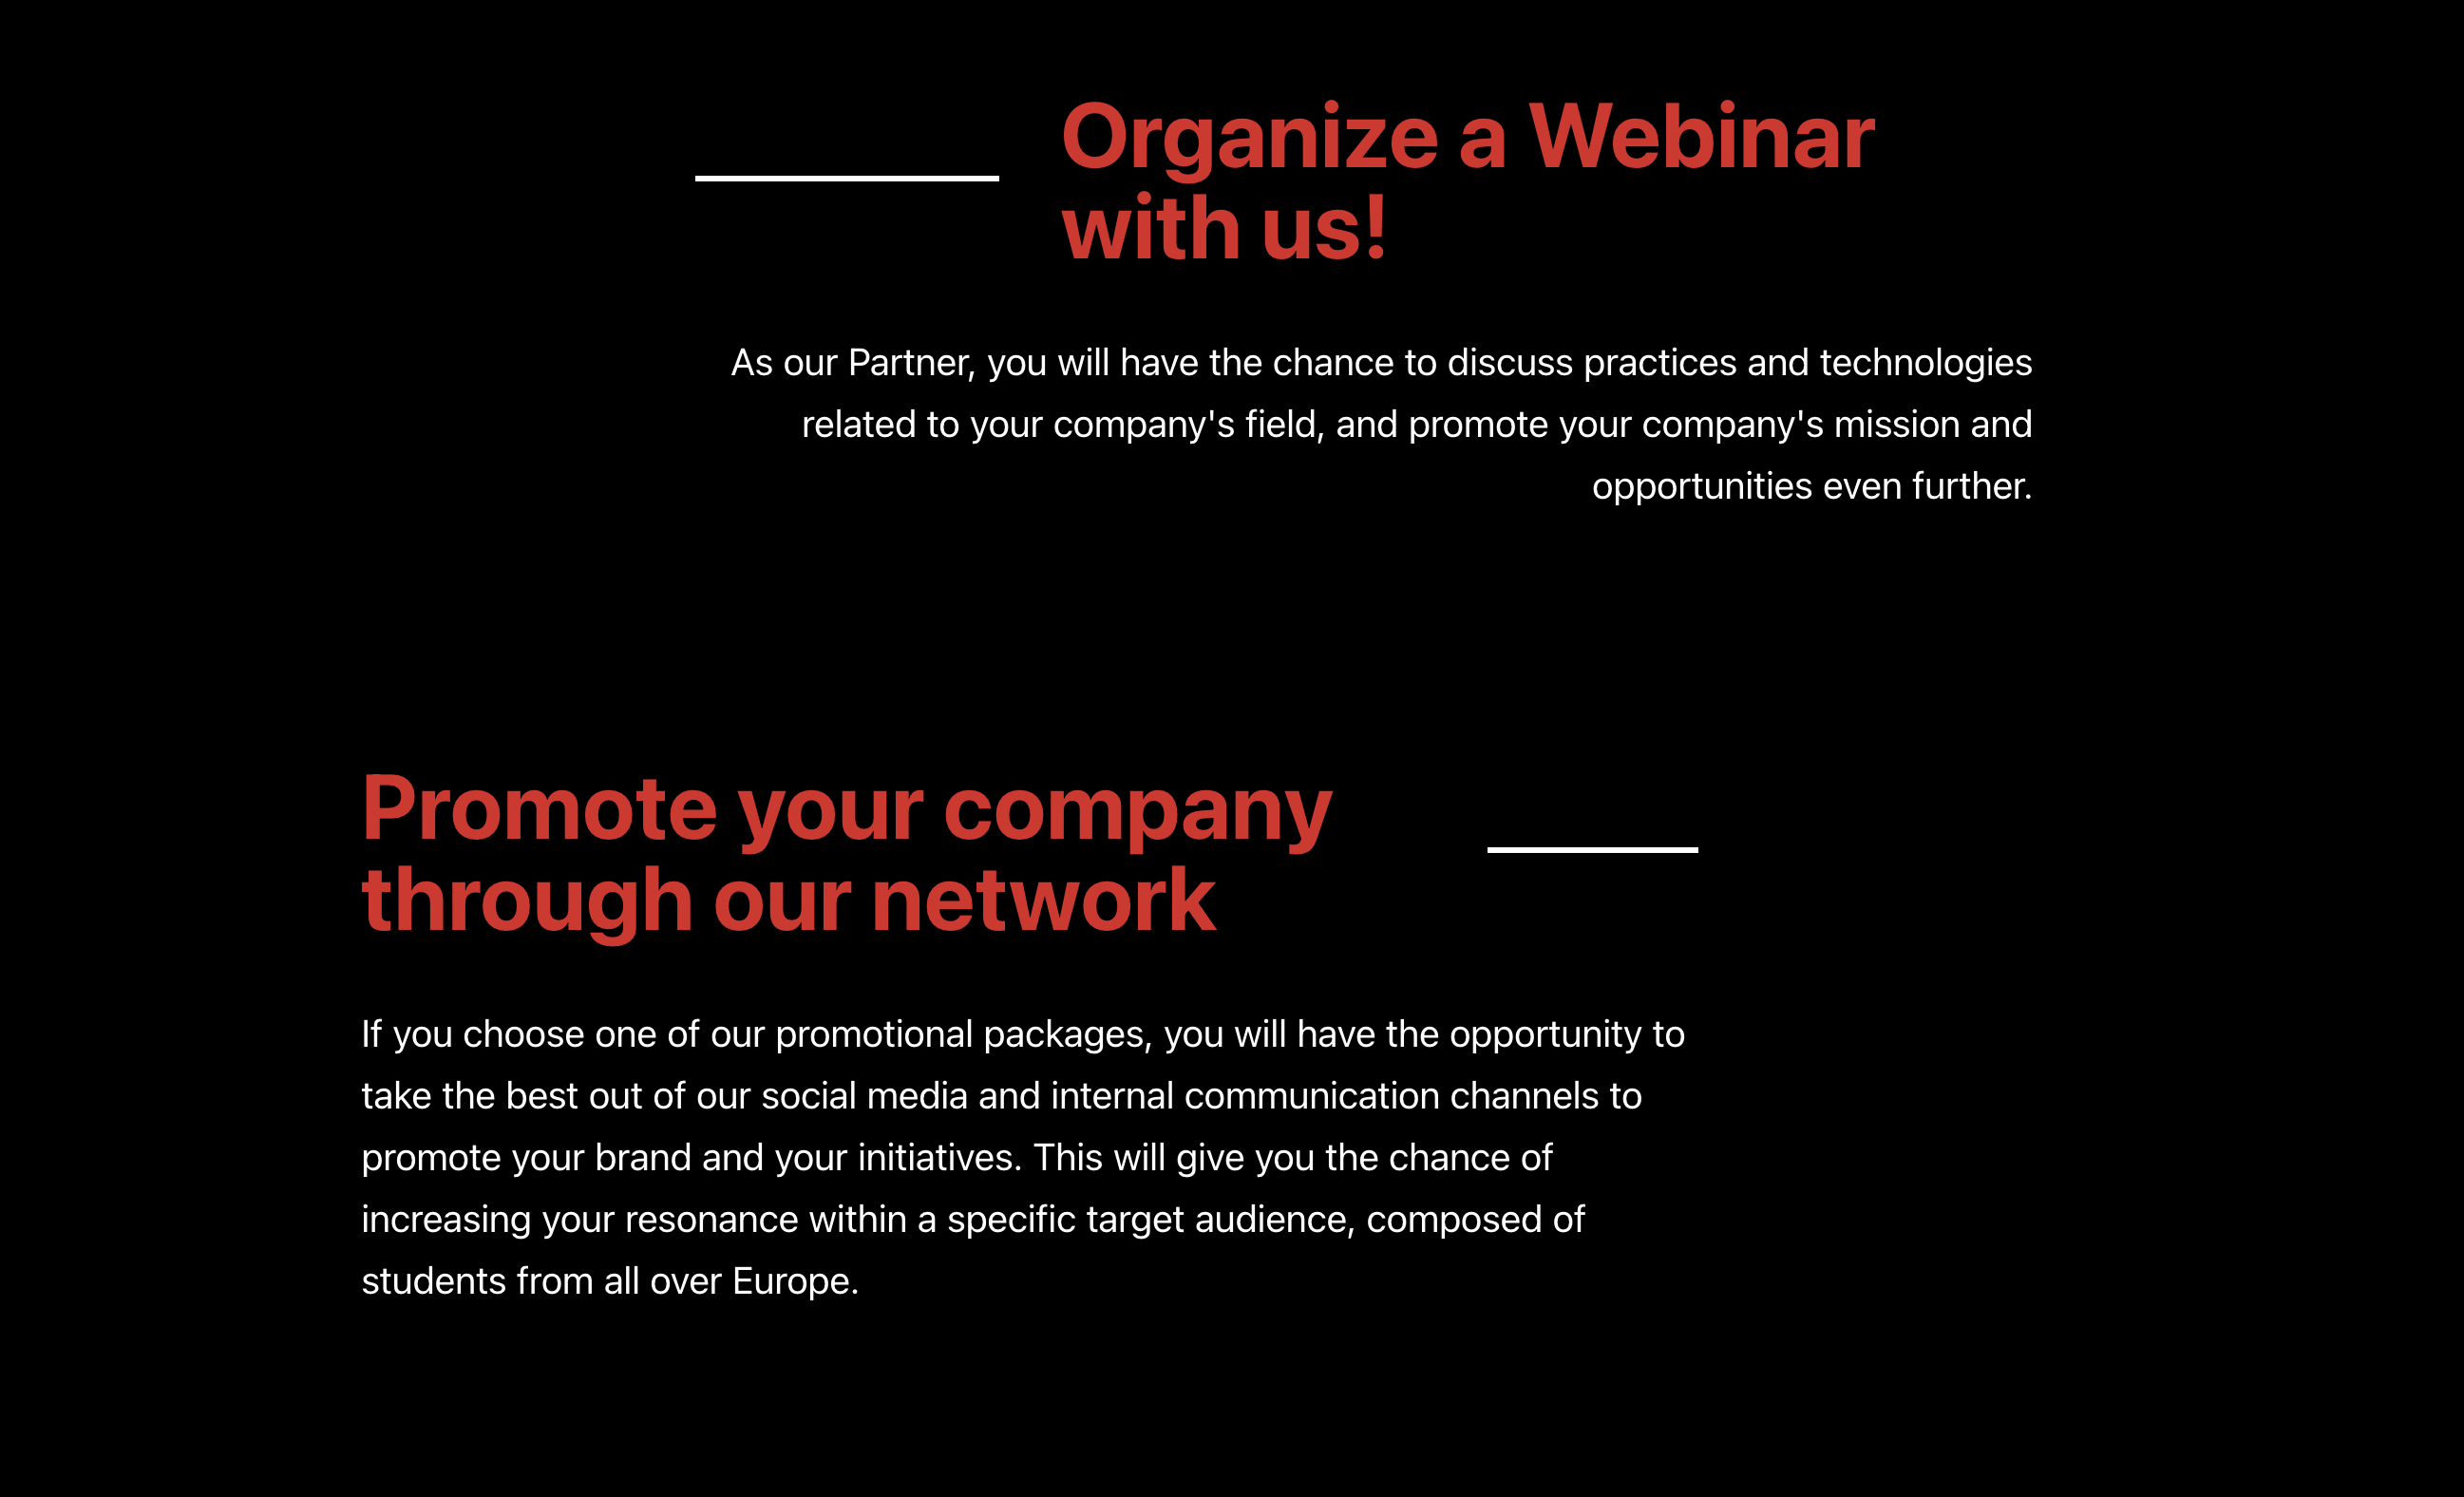 Organize a Webinar
with us!
As our Partner, you will have the chance to discuss practices and technologies
related to your company's field, and promote your company's mission and
opportunities even further.
Promote your company
through our network
If you choose one of our promotional packages, you will have the opportunity to
take the best out of our social media and internal communication channels to
promote your brand and your initiatives. This will give you the chance of
increasing your resonance within a specific target audience, composed of
students from all over Europe.